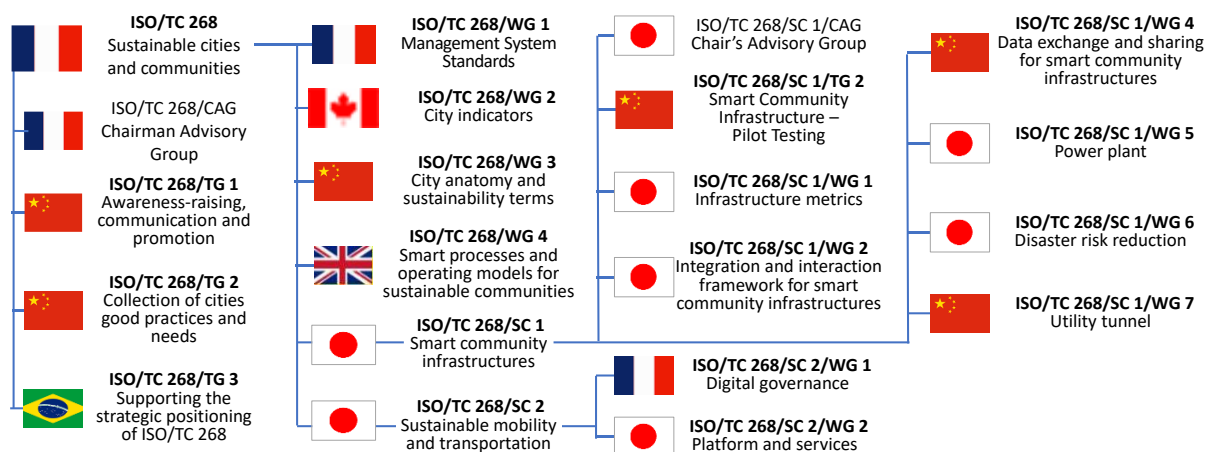 ISO/TC 268
Sustainable cities
and communities
ISO/TC 268/CAG
Chairman Advisory
Group
ISO/TC 268/TG 1
Awareness-raising,
communication and
promotion
ISO/TC 268/TG 2
Collection of cities
good practices and
needs
ISO/TC 268/TG 3
Supporting the
strategic positioning
of ISO/TC 268
ISO/TC 268/WG 1
Management System
Standards
ISO/TC 268/WG 2
City indicators
ISO/TC 268/WG 3
City anatomy and
sustainability terms
ISO/TC 268/WG 4
Smart processes and
operating models for
sustainable communities
ISO/TC 268/SC 1
Smart community
infrastructures
ISO/TC 268/SC 2
Sustainable mobility
and transportation
ISO/TC 268/SC 1/CAG
Chair's Advisory Group
ISO/TC 268/SC 1/TG 2
Smart Community
Infrastructure –
Pilot Testing
ISO/TC 268/SC 1/WG 1
Infrastructure metrics
ISO/TC 268/SC 1/WG 2
Integration and interaction
framework for smart
community infrastructures
ISO/TC 268/SC 2/WG 1
Digital governance
ISO/TC 268/SC 2/WG 2
Platform and services
ISO/TC 268/SC 1/WG 4
Data exchange and sharing
for smart community
infrastructures
ISO/TC 268/SC 1/WG 5
Power plant
ISO/TC 268/SC 1/WG 6
Disaster risk reduction
ISO/TC 268/SC 1/WG 7
Utility tunnel